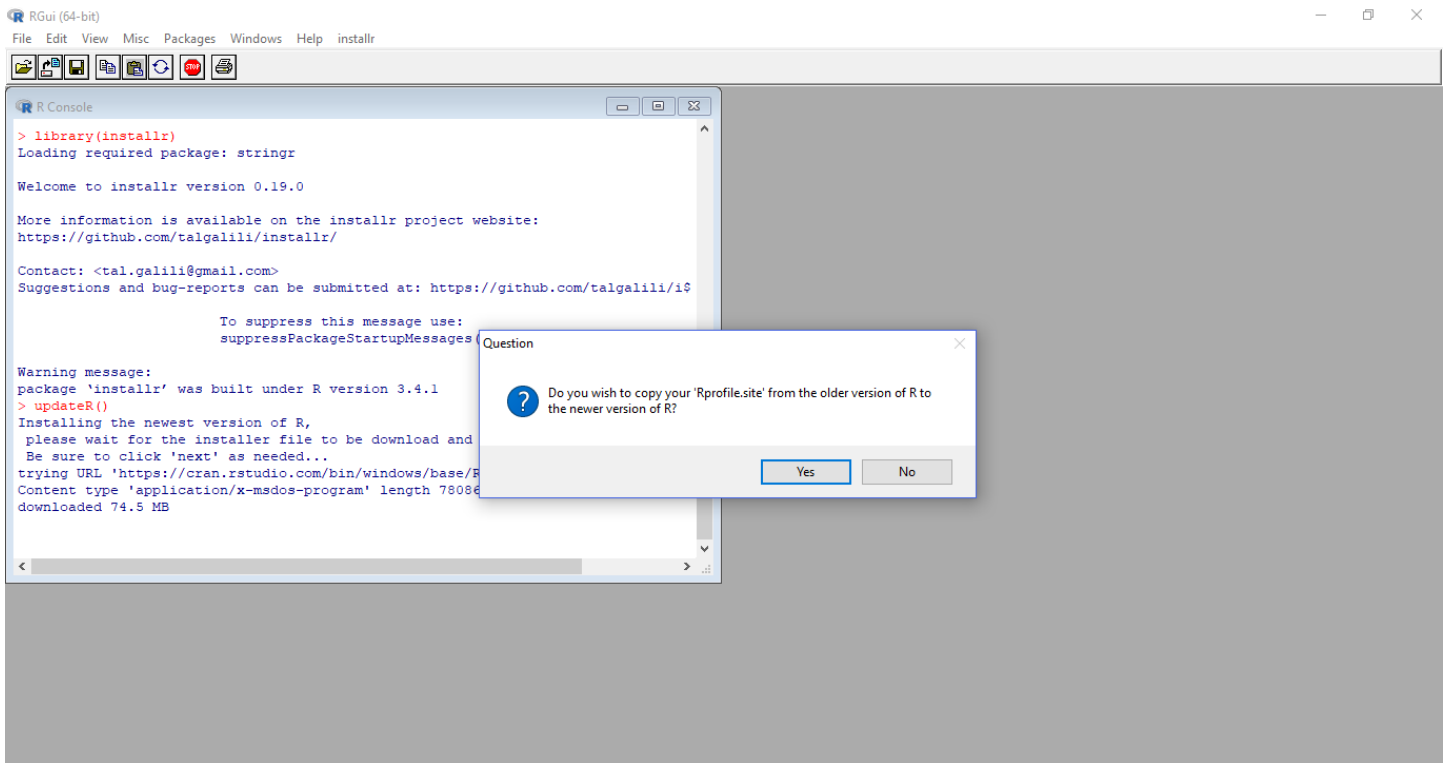 RGui (64-bit)
File Edit View Misc Packages Windows Help installr
STOP
R Console
> library(installr)
Loading required package: stringr
Welcome to installr version 0.19.0
More information is available on the installr project website:
https://github.com/talgalili/installr/
Contact: <tal.galili@gmail.com>
Suggestions and bug-reports can be submitted at: https://github.com/talgalili/i$
To suppress this message use:
suppressPackageStartupMessages(
Warning message:
package ‘installr’ was built under R version 3.4.1
> updateR()
Installing the newest version of R,
please wait for the installer file to be download and
Be sure to click 'next' as needed...
trying URL 'https://cran.rstudio.com/bin/windows/base/R
Content type 'application/x-msdos-program' length 78086
downloaded 74.5 MB
Question
Do you wish to copy your 'Rprofile.site' from the older version of R to
the newer version of R?
Yes No